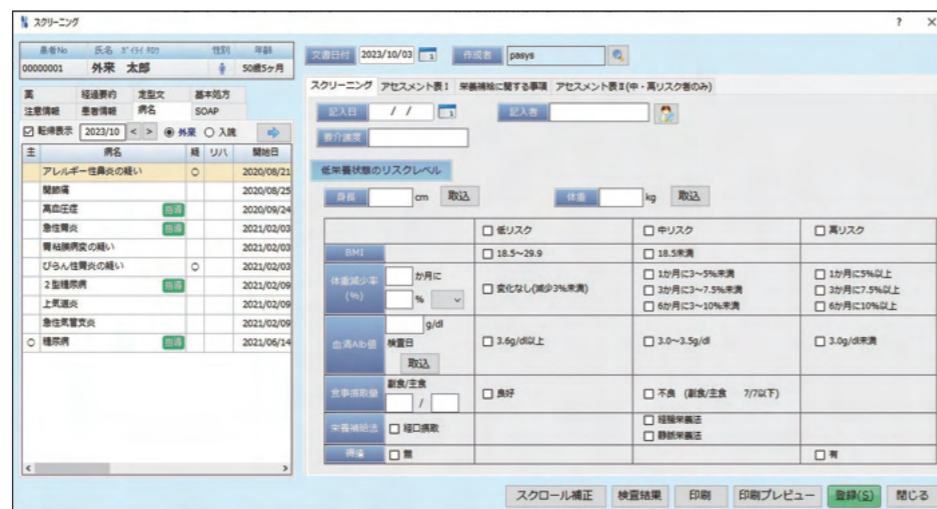 スクリーニング ? ×
患者No 氏名 性別 年齢
00000001 外来 太郎 50歳5ヶ月
文書日付 2023/10/03 1 作成者 pasys
薬 経過要約 定型文 基本処方
注意情報 患者情報 病名 SOAP
転帰表示 2023/10 < > 外来 入院
主 病名 疑 リハ 開始日
アレルギー性鼻炎の疑い ○ 2020/08/21
関節痛 2020/08/25
高血圧症 指導 2020/09/24
急性胃炎 指導 2021/02/03
胃粘膜病変の疑い 2021/02/03
びらん性胃炎の疑い ○ 2021/02/03
2型糖尿病 指導 2021/02/09
上気道炎 2021/02/09
急性気管支炎 2021/02/09
○ 糖尿病 指導 2021/06/14
スクリーニング アセスメント表Ⅰ 栄養補給に関する事項 アセスメント表Ⅱ(中・高リスク者のみ)
記入日 / / 1 記入者
要介護度
低栄養状態のリスクレベル
身長 cm 取込 体重 kg 取込
低リスク 中リスク 高リスク
BMI 18.5～29.9 18.5未満
体重減少率 (%) か月に %
変化なし(減少3%未満)
1か月に3～5%未満
3か月に3～7.5%未満
6か月に3～10%未満
1か月に5%以上
3か月に7.5%以上
6か月に10%以上
血清Alb値 g/dl 検査日 取込
3.6g/dl以上 3.0～3.5g/dl 3.0g/dl未満
食事摂取量 副食/主食 / 良好 不良 (副食/主食 7/7以下)
栄養補給法 経口摂取
経腸栄養法
静脈栄養法
褥瘡 無 有
スクロール補正 検査結果 印刷 印刷プレビュー 登録(S) 閉じる